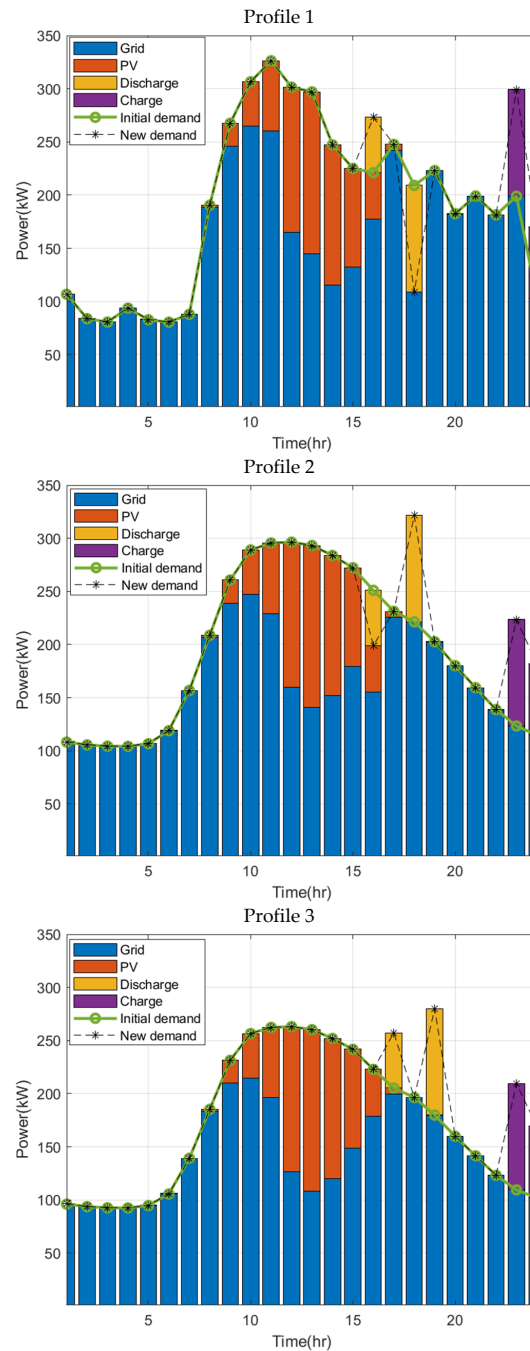 Profile 1
350
300
250
200
150
100
50
Power(kW)
Grid
PV
Discharge
Charge
Initial demand
New demand
5
10
15
20
Time(hr)
Profile 2
350
300
250
200
150
100
50
Power(kW)
Grid
PV
Discharge
Charge
Initial demand
New demand
5
10
15
20
Time(hr)
Profile 3
350
300
250
200
150
100
50
Power(kW)
Grid
PV
Discharge
Charge
Initial demand
New demand
5
10
15
20
Time(hr)